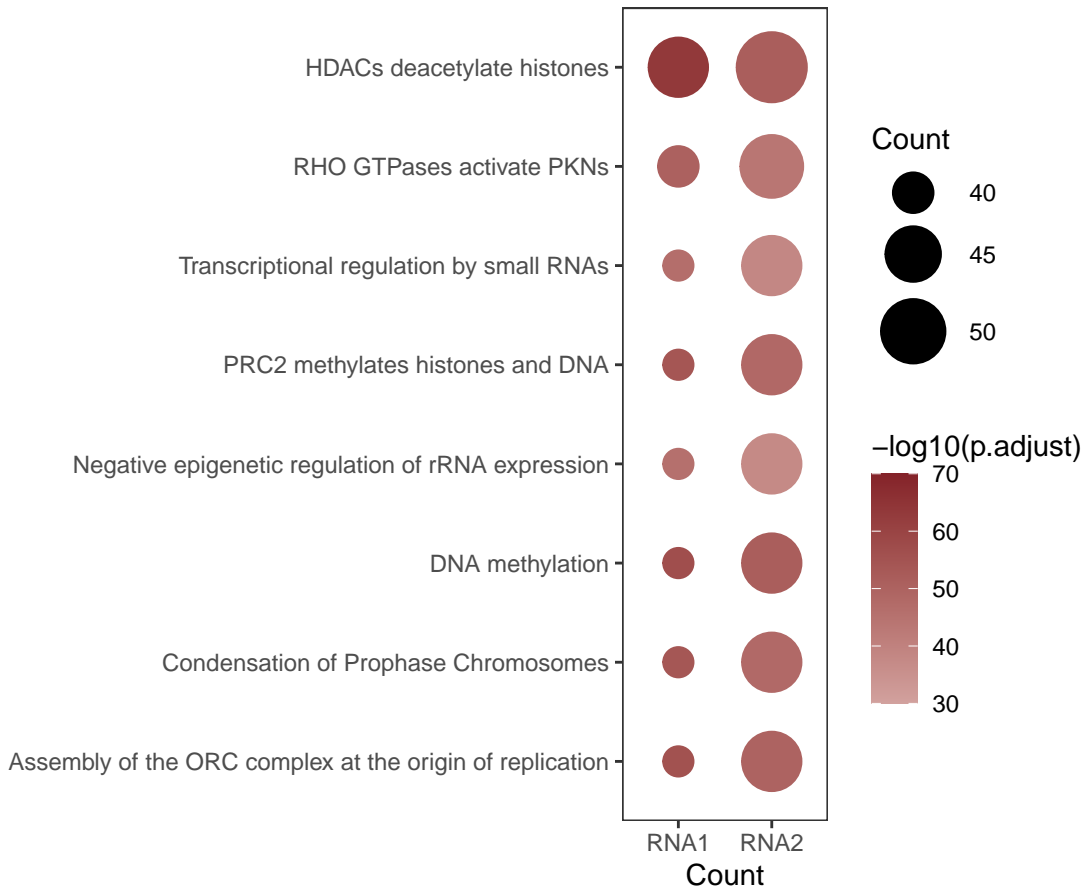 HDACs deacetylate histones
RHO GTPases activate PKNs
Transcriptional regulation by small RNAs
PRC2 methylates histones and DNA
Negative epigenetic regulation of rRNA expression
DNA methylation
Condensation of Prophase Chromosomes
Assembly of the ORC complex at the origin of replication
RNA1 RNA2
Count
Count
40
45
50
−log10(p.adjust)
70
60
50
40
30